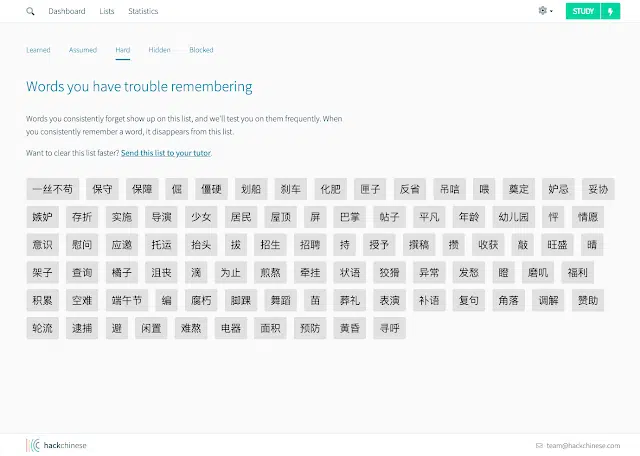 Dashboard Lists Statistics STUDY
Learned Assumed Hard Hidden Blocked
Words you have trouble remembering
Words you consistently forget show up on this list, and we'll test you on them frequently. When
you consistently remember a word, it disappears from this list.
Want to clear this list faster? Send this list to your tutor.
一丝不苟 保守 保障 倔 僵硬 划船 刹车 化肥 匣子 反省 吊唁 喂 奠定 妒忌 妥协
嫉妒 存折 实施 导演 少女 居民 屋顶 屏 巴掌 帖子 平凡 年龄 幼儿园 怦 情愿
意识 慰问 应邀 托运 抬头 拔 招生 招聘 持 授予 撰稿 攒 收获 敲 旺盛 晴
架子 查询 橘子 沮丧 滴 为止 煎熬 牵挂 状语 狡猾 异常 发愁 瞪 磨叽 福利
积累 空难 端午节 编 腐朽 脚踝 舞蹈 苗 葬礼 表演 补语 复句 角落 调解 赞助
轮流 逮捕 避 闲置 难熬 电器 面积 预防 黄昏 寻呼
hackchinese team@hackchinese.com